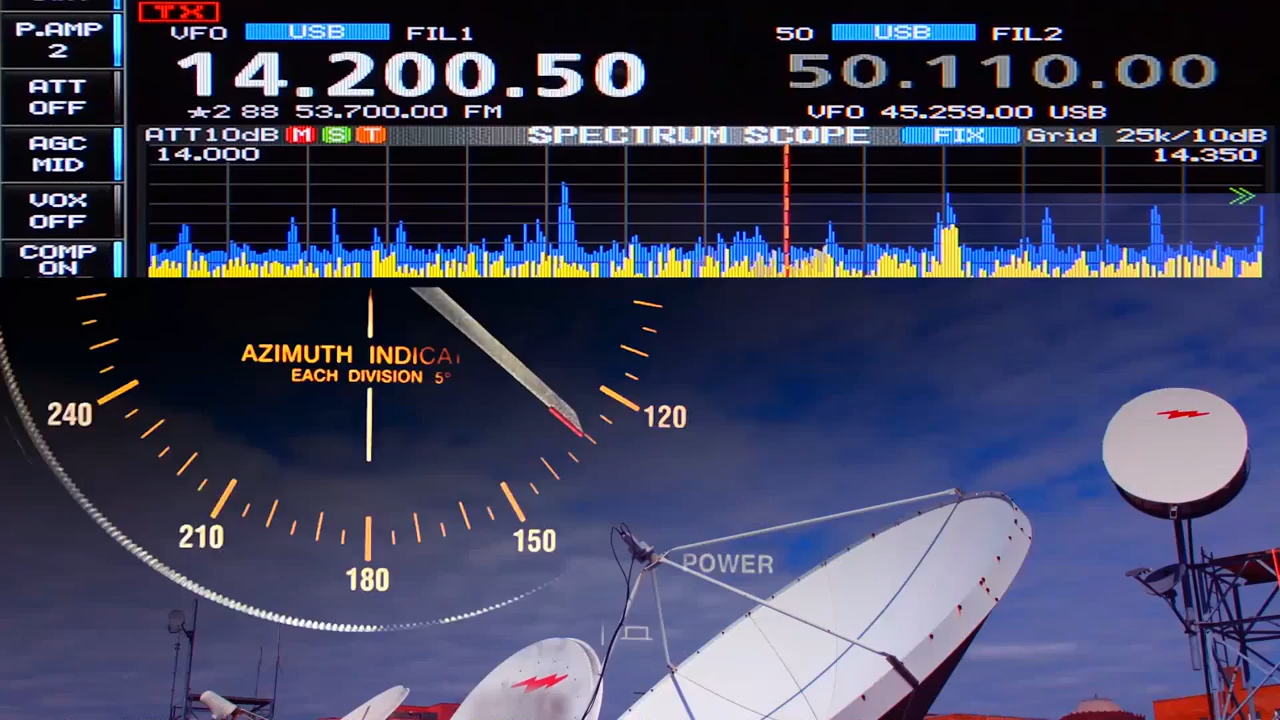 TX
P.AMP
2
VFO USB FIL1
50 USB FIL2
14.200.50
50.110.00
ATT
OFF
★2 88 53.700.00 FM
VFO 45.259.00 USB
ATT10dB M S T SPECTRUM SCOPE FIX Grid 25k/10dB
AGC
MID
14.000
14.350
VOX
OFF
COMP
ON
AZIMUTH INDICA
EACH DIVISION 5°
240
120
210
150
180
POWER